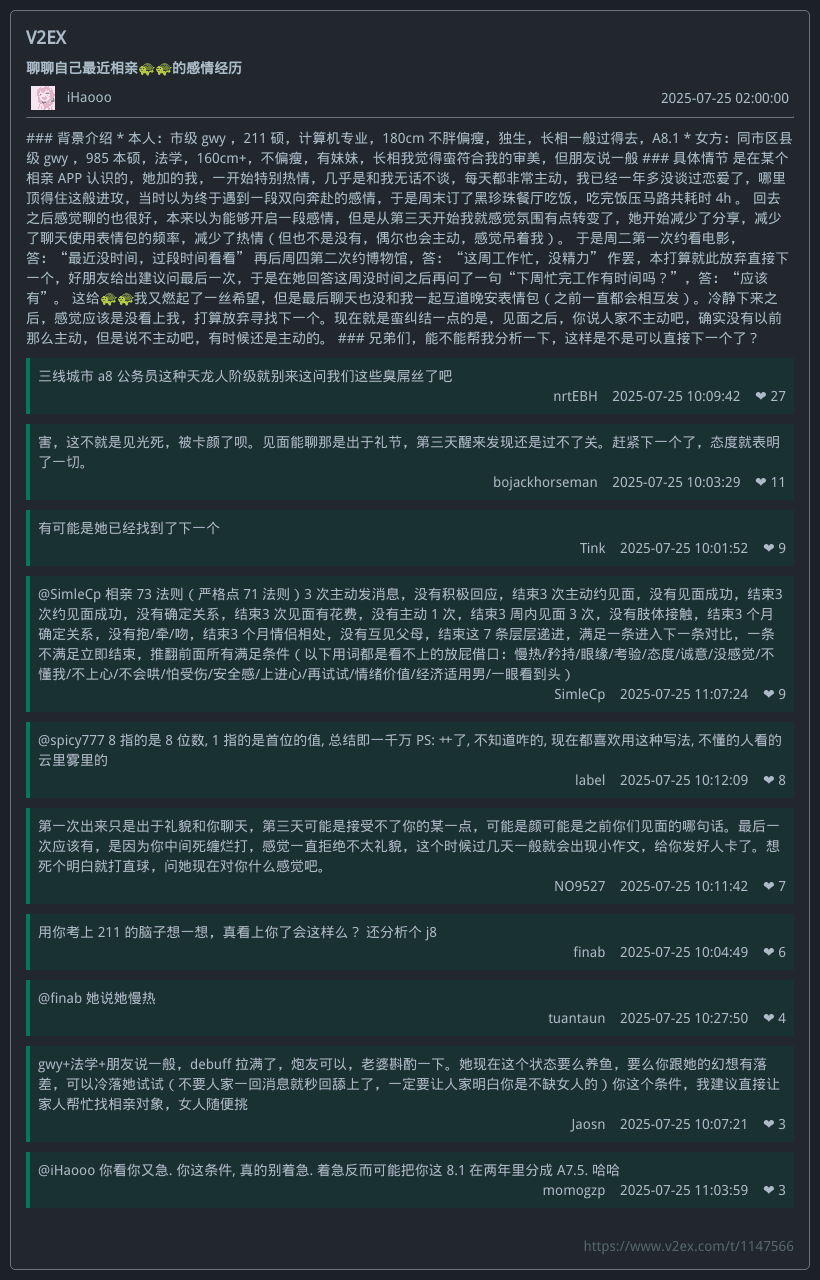 V2EX
聊聊自己最近相亲🐢🐢的感情经历
iHaooo 2025-07-25 02:00:00
### 背景介绍 * 本人：市级 gwy ，211 硕，计算机专业，180cm 不胖偏瘦，独生，长相一般过得去，A8.1 * 女方：同市区县
级 gwy ，985 本硕，法学，160cm+，不偏瘦，有妹妹，长相我觉得蛮符合我的审美，但朋友说一般 ### 具体情节 是在某个
相亲 APP 认识的，她加的我，一开始特别热情，几乎是和我无话不谈，每天都非常主动，我已经一年多没谈过恋爱了，哪里
顶得住这般进攻，当时以为终于遇到一段双向奔赴的感情，于是周末订了黑珍珠餐厅吃饭，吃完饭压马路共耗时 4h 。 回去
之后感觉聊的也很好，本来以为能够开启一段感情，但是从第三天开始我就感觉氛围有点转变了，她开始减少了分享，减少
了聊天使用表情包的频率，减少了热情（但也不是没有，偶尔也会主动，感觉吊着我）。 于是周二第一次约看电影，
答：“最近没时间，过段时间看看” 再后周四第二次约博物馆，答：“这周工作忙，没精力” 作罢，本打算就此放弃直接下
一个，好朋友给出建议问最后一次，于是在她回答这周没时间之后再问了一句“下周忙完工作有时间吗？”，答：“应该
有”。 这给🐢🐢我又燃起了一丝希望，但是最后聊天也没和我一起互道晚安表情包（之前一直都会相互发）。冷静下来之
后，感觉应该是没看上我，打算放弃寻找下一个。现在就是蛮纠结一点的是，见面之后，你说人家不主动吧，确实没有以前
那么主动，但是说不主动吧，有时候还是主动的。 ### 兄弟们，能不能帮我分析一下，这样是不是可以直接下一个了？
三线城市 a8 公务员这种天龙人阶级就别来这问我们这些臭屌丝了吧
nrtEBH 2025-07-25 10:09:42 ❤ 27
害，这不就是见光死，被卡颜了呗。见面能聊那是出于礼节，第三天醒来发现还是过不了关。赶紧下一个了，态度就表明
了一切。
bojackhorseman 2025-07-25 10:03:29 ❤ 11
有可能是她已经找到了下一个
Tink 2025-07-25 10:01:52 ❤ 9
@SimleCp 相亲 73 法则（严格点 71 法则）3 次主动发消息，没有积极回应，结束3 次主动约见面，没有见面成功，结束3
次约见面成功，没有确定关系，结束3 次见面有花费，没有主动 1 次，结束3 周内见面 3 次，没有肢体接触，结束3 个月
确定关系，没有抱/牵/吻，结束3 个月情侣相处，没有互见父母，结束这 7 条层层递进，满足一条进入下一条对比，一条
不满足立即结束，推翻前面所有满足条件（以下用词都是看不上的放屁借口：慢热/矜持/眼缘/考验/态度/诚意/没感觉/不
懂我/不上心/不会哄/怕受伤/安全感/上进心/再试试/情绪价值/经济适用男/一眼看到头）
SimleCp 2025-07-25 11:07:24 ❤ 9
@spicy777 8 指的是 8 位数, 1 指的是首位的值, 总结即一千万 PS: 艹了, 不知道咋的, 现在都喜欢用这种写法, 不懂的人看的
云里雾里的
label 2025-07-25 10:12:09 ❤ 8
第一次出来只是出于礼貌和你聊天，第三天可能是接受不了你的某一点，可能是颜可能是之前你们见面的哪句话。最后一
次应该有，是因为你中间死缠烂打，感觉一直拒绝不太礼貌，这个时候过几天一般就会出现小作文，给你发好人卡了。想
死个明白就打直球，问她现在对你什么感觉吧。
NO9527 2025-07-25 10:11:42 ❤ 7
用你考上 211 的脑子想一想，真看上你了会这样么？ 还分析个 j8
finab 2025-07-25 10:04:49 ❤ 6
@finab 她说她慢热
tuantaun 2025-07-25 10:27:50 ❤ 4
gwy+法学+朋友说一般，debuff 拉满了，炮友可以，老婆斟酌一下。她现在这个状态要么养鱼，要么你跟她的幻想有落
差，可以冷落她试试（不要人家一回消息就秒回舔上了，一定要让人家明白你是不缺女人的）你这个条件，我建议直接让
家人帮忙找相亲对象，女人随便挑
Jaosn 2025-07-25 10:07:21 ❤ 3
@iHaooo 你看你又急. 你这条件, 真的别着急. 着急反而可能把你这 8.1 在两年里分成 A7.5. 哈哈
momogzp 2025-07-25 11:03:59 ❤ 3
https://www.v2ex.com/t/1147566